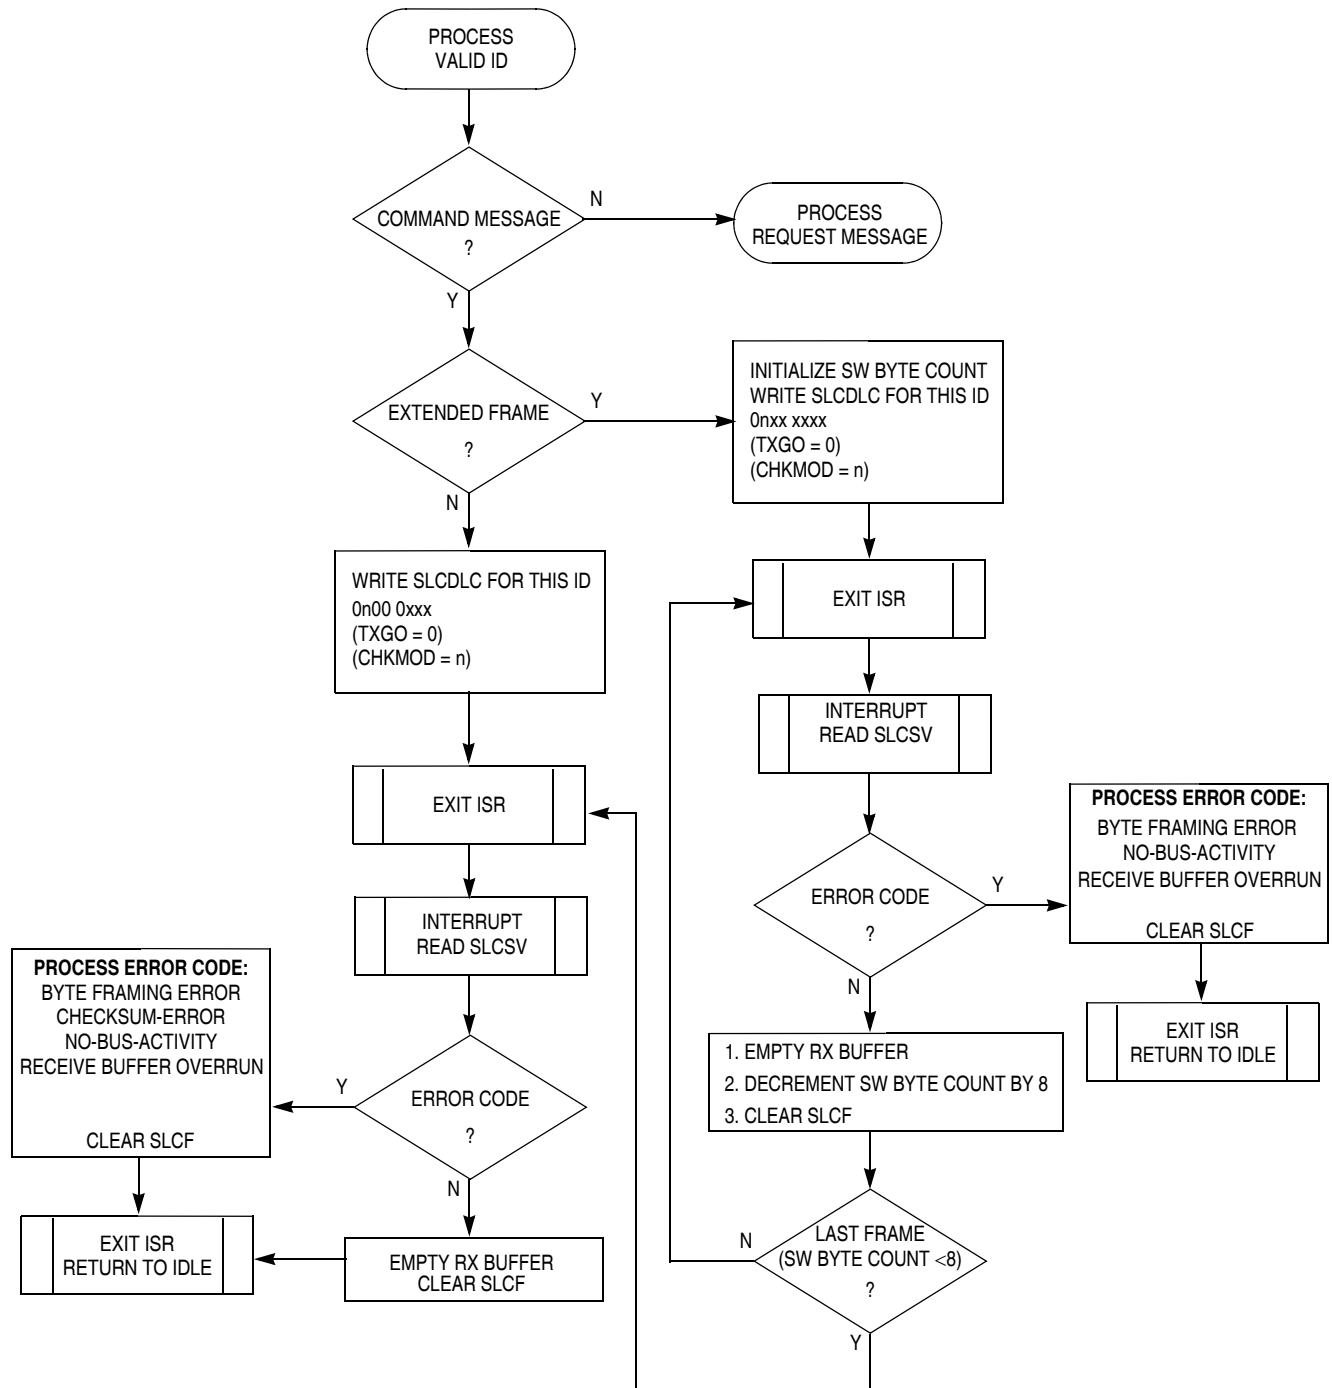 PROCESS
VALID ID
COMMAND MESSAGE
?
N
PROCESS
REQUEST MESSAGE
Y
EXTENDED FRAME
?
Y
INITIALIZE SW BYTE COUNT
WRITE SLCDLC FOR THIS ID
0nxx xxxx
(TXGO = 0)
(CHKMOD = n)
N
WRITE SLCDLC FOR THIS ID
0n00 0xxx
(TXGO = 0)
(CHKMOD = n)
EXIT ISR
INTERRUPT
READ SLCSV
ERROR CODE
?
Y
PROCESS ERROR CODE:
BYTE FRAMING ERROR
CHECKSUM-ERROR
NO-BUS-ACTIVITY
RECEIVE BUFFER OVERRUN
CLEAR SLCF
EXIT ISR
RETURN TO IDLE
N
EMPTY RX BUFFER
CLEAR SLCF
EXIT ISR
INTERRUPT
READ SLCSV
ERROR CODE
?
Y
PROCESS ERROR CODE:
BYTE FRAMING ERROR
NO-BUS-ACTIVITY
RECEIVE BUFFER OVERRUN
CLEAR SLCF
EXIT ISR
RETURN TO IDLE
N
1. EMPTY RX BUFFER
2. DECREMENT SW BYTE COUNT BY 8
3. CLEAR SLCF
N
LAST FRAME
(SW BYTE COUNT <8)
?
Y